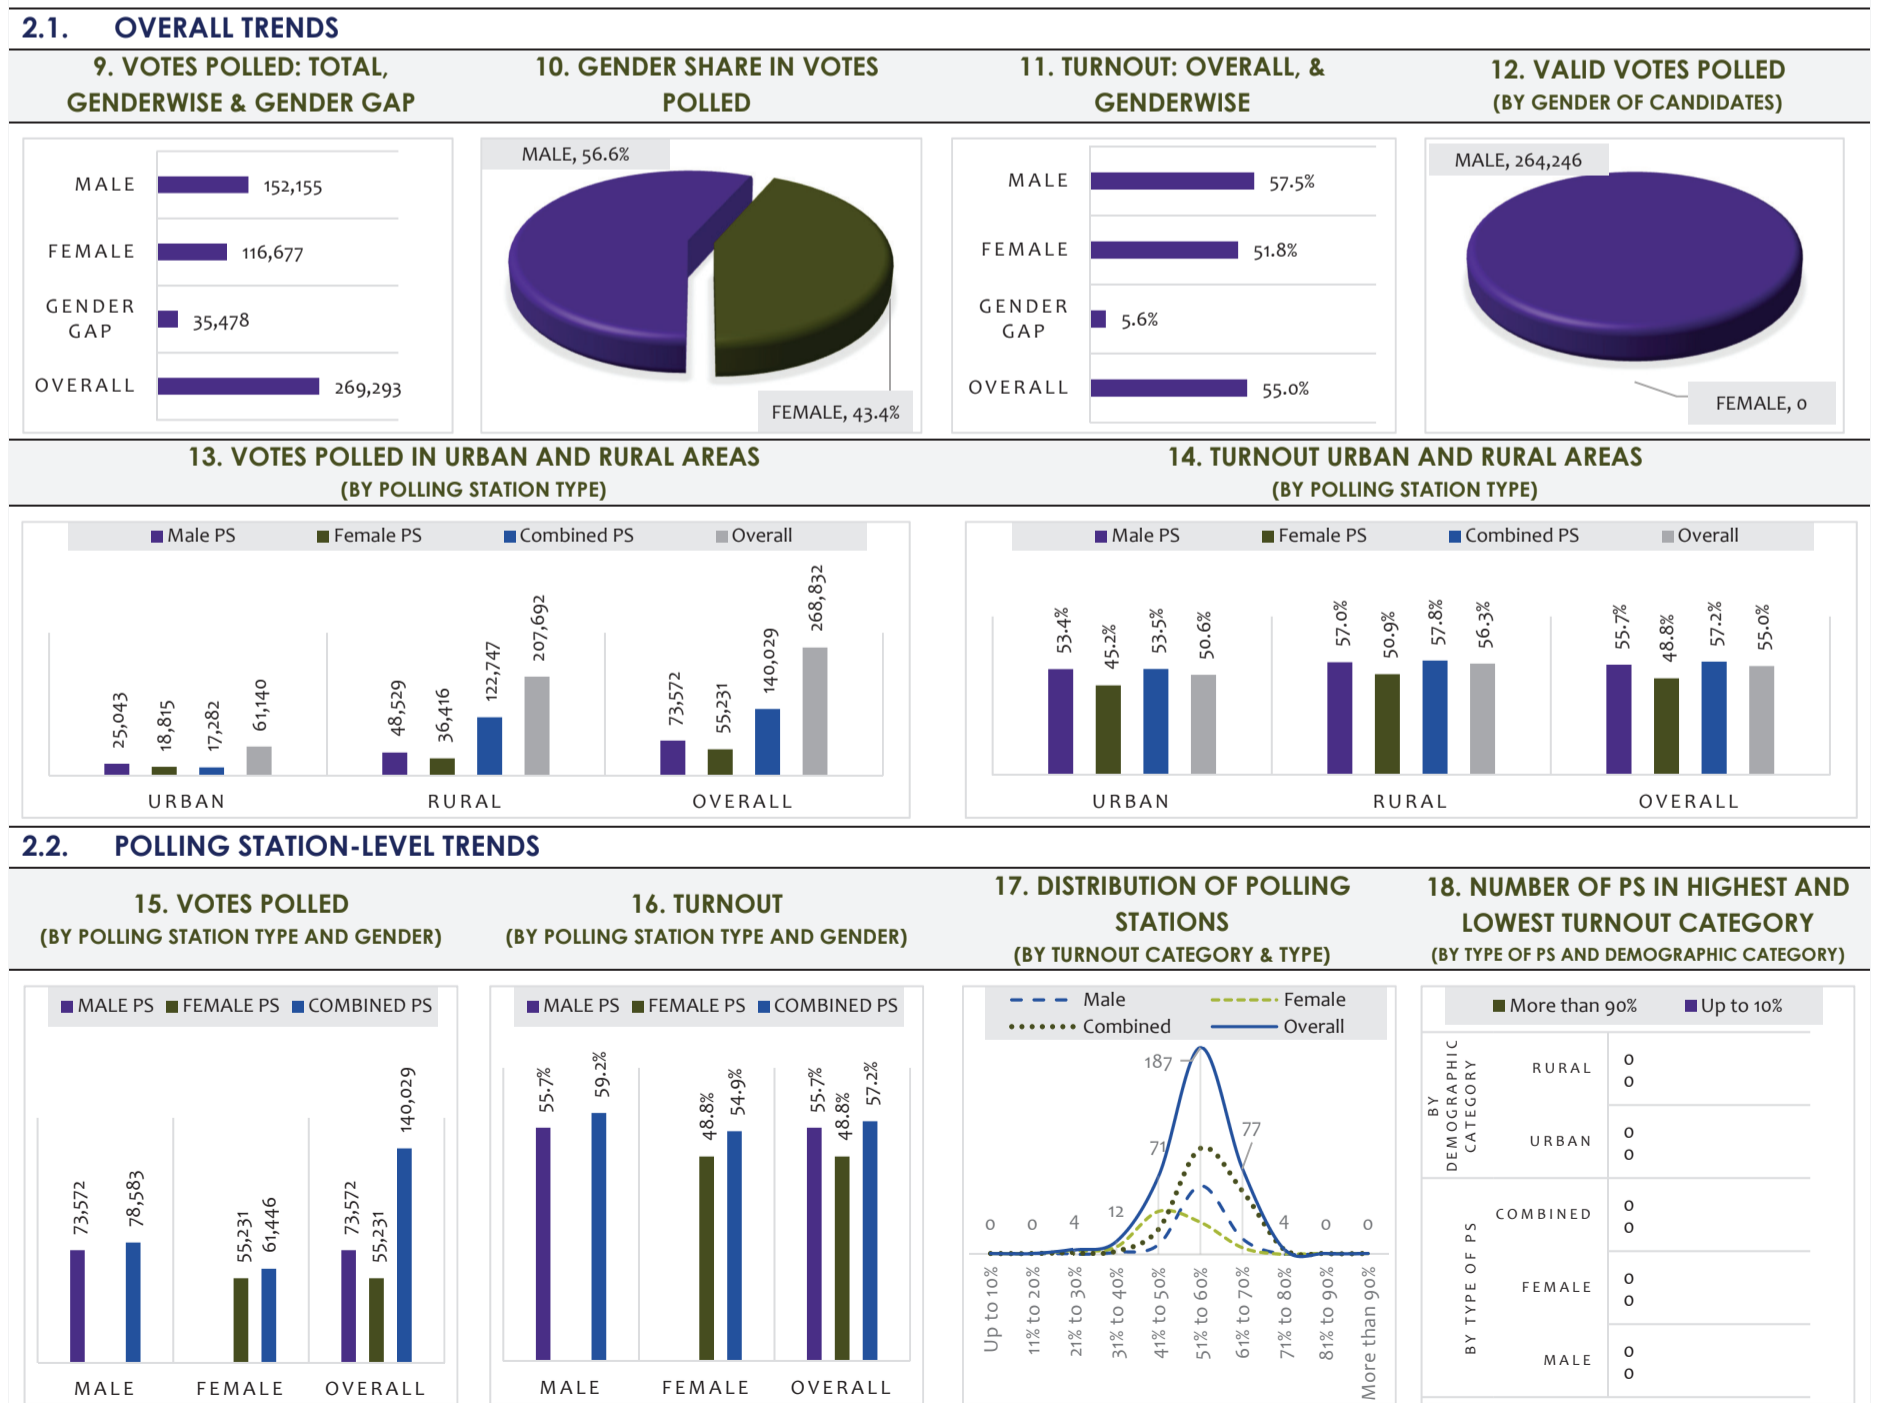 2.1. OVERALL TRENDS
9. VOTES POLLED: TOTAL,
GENDERWISE & GENDER GAP
10. GENDER SHARE IN VOTES
POLLED
11. TURNOUT: OVERALL, &
GENDERWISE
12. VALID VOTES POLLED
(BY GENDER OF CANDIDATES)
MALE
152,155
FEMALE
116,677
GENDER
GAP
35,478
OVERALL
269,293
MALE, 56.6%
FEMALE, 43.4%
MALE
57.5%
FEMALE
51.8%
GENDER
GAP
5.6%
OVERALL
55.0%
MALE, 264,246
FEMALE, 0
13. VOTES POLLED IN URBAN AND RURAL AREAS
(BY POLLING STATION TYPE)
14. TURNOUT URBAN AND RURAL AREAS
(BY POLLING STATION TYPE)
Male PS Female PS Combined PS Overall
25,043
18,815
17,282
61,140
48,529
36,416
122,747
207,692
73,572
55,231
140,029
268,832
URBAN RURAL OVERALL
Male PS Female PS Combined PS Overall
53.4%
45.2%
53.5%
50.6%
57.0%
50.9%
57.8%
56.3%
55.7%
48.8%
57.2%
55.0%
URBAN RURAL OVERALL
2.2. POLLING STATION-LEVEL TRENDS
15. VOTES POLLED
(BY POLLING STATION TYPE AND GENDER)
16. TURNOUT
(BY POLLING STATION TYPE AND GENDER)
17. DISTRIBUTION OF POLLING
STATIONS
(BY TURNOUT CATEGORY & TYPE)
18. NUMBER OF PS IN HIGHEST AND
LOWEST TURNOUT CATEGORY
(BY TYPE OF PS AND DEMOGRAPHIC CATEGORY)
MALE PS FEMALE PS COMBINED PS
73,572
78,583
55,231
61,446
73,572
55,231
140,029
MALE FEMALE OVERALL
MALE PS FEMALE PS COMBINED PS
55.7%
59.2%
48.8%
54.9%
55.7%
48.8%
57.2%
MALE FEMALE OVERALL
Male Female
Combined Overall
0
0
4
12
71
187
77
4
0
0
Up to 10%
11% to 20%
21% to 30%
31% to 40%
41% to 50%
51% to 60%
61% to 70%
71% to 80%
81% to 90%
More than 90%
More than 90% Up to 10%
BY
DEMOGRAPHIC
CATEGORY
RURAL
0
0
URBAN
0
0
BY TYPE OF PS
COMBINED
0
0
FEMALE
0
0
MALE
0
0